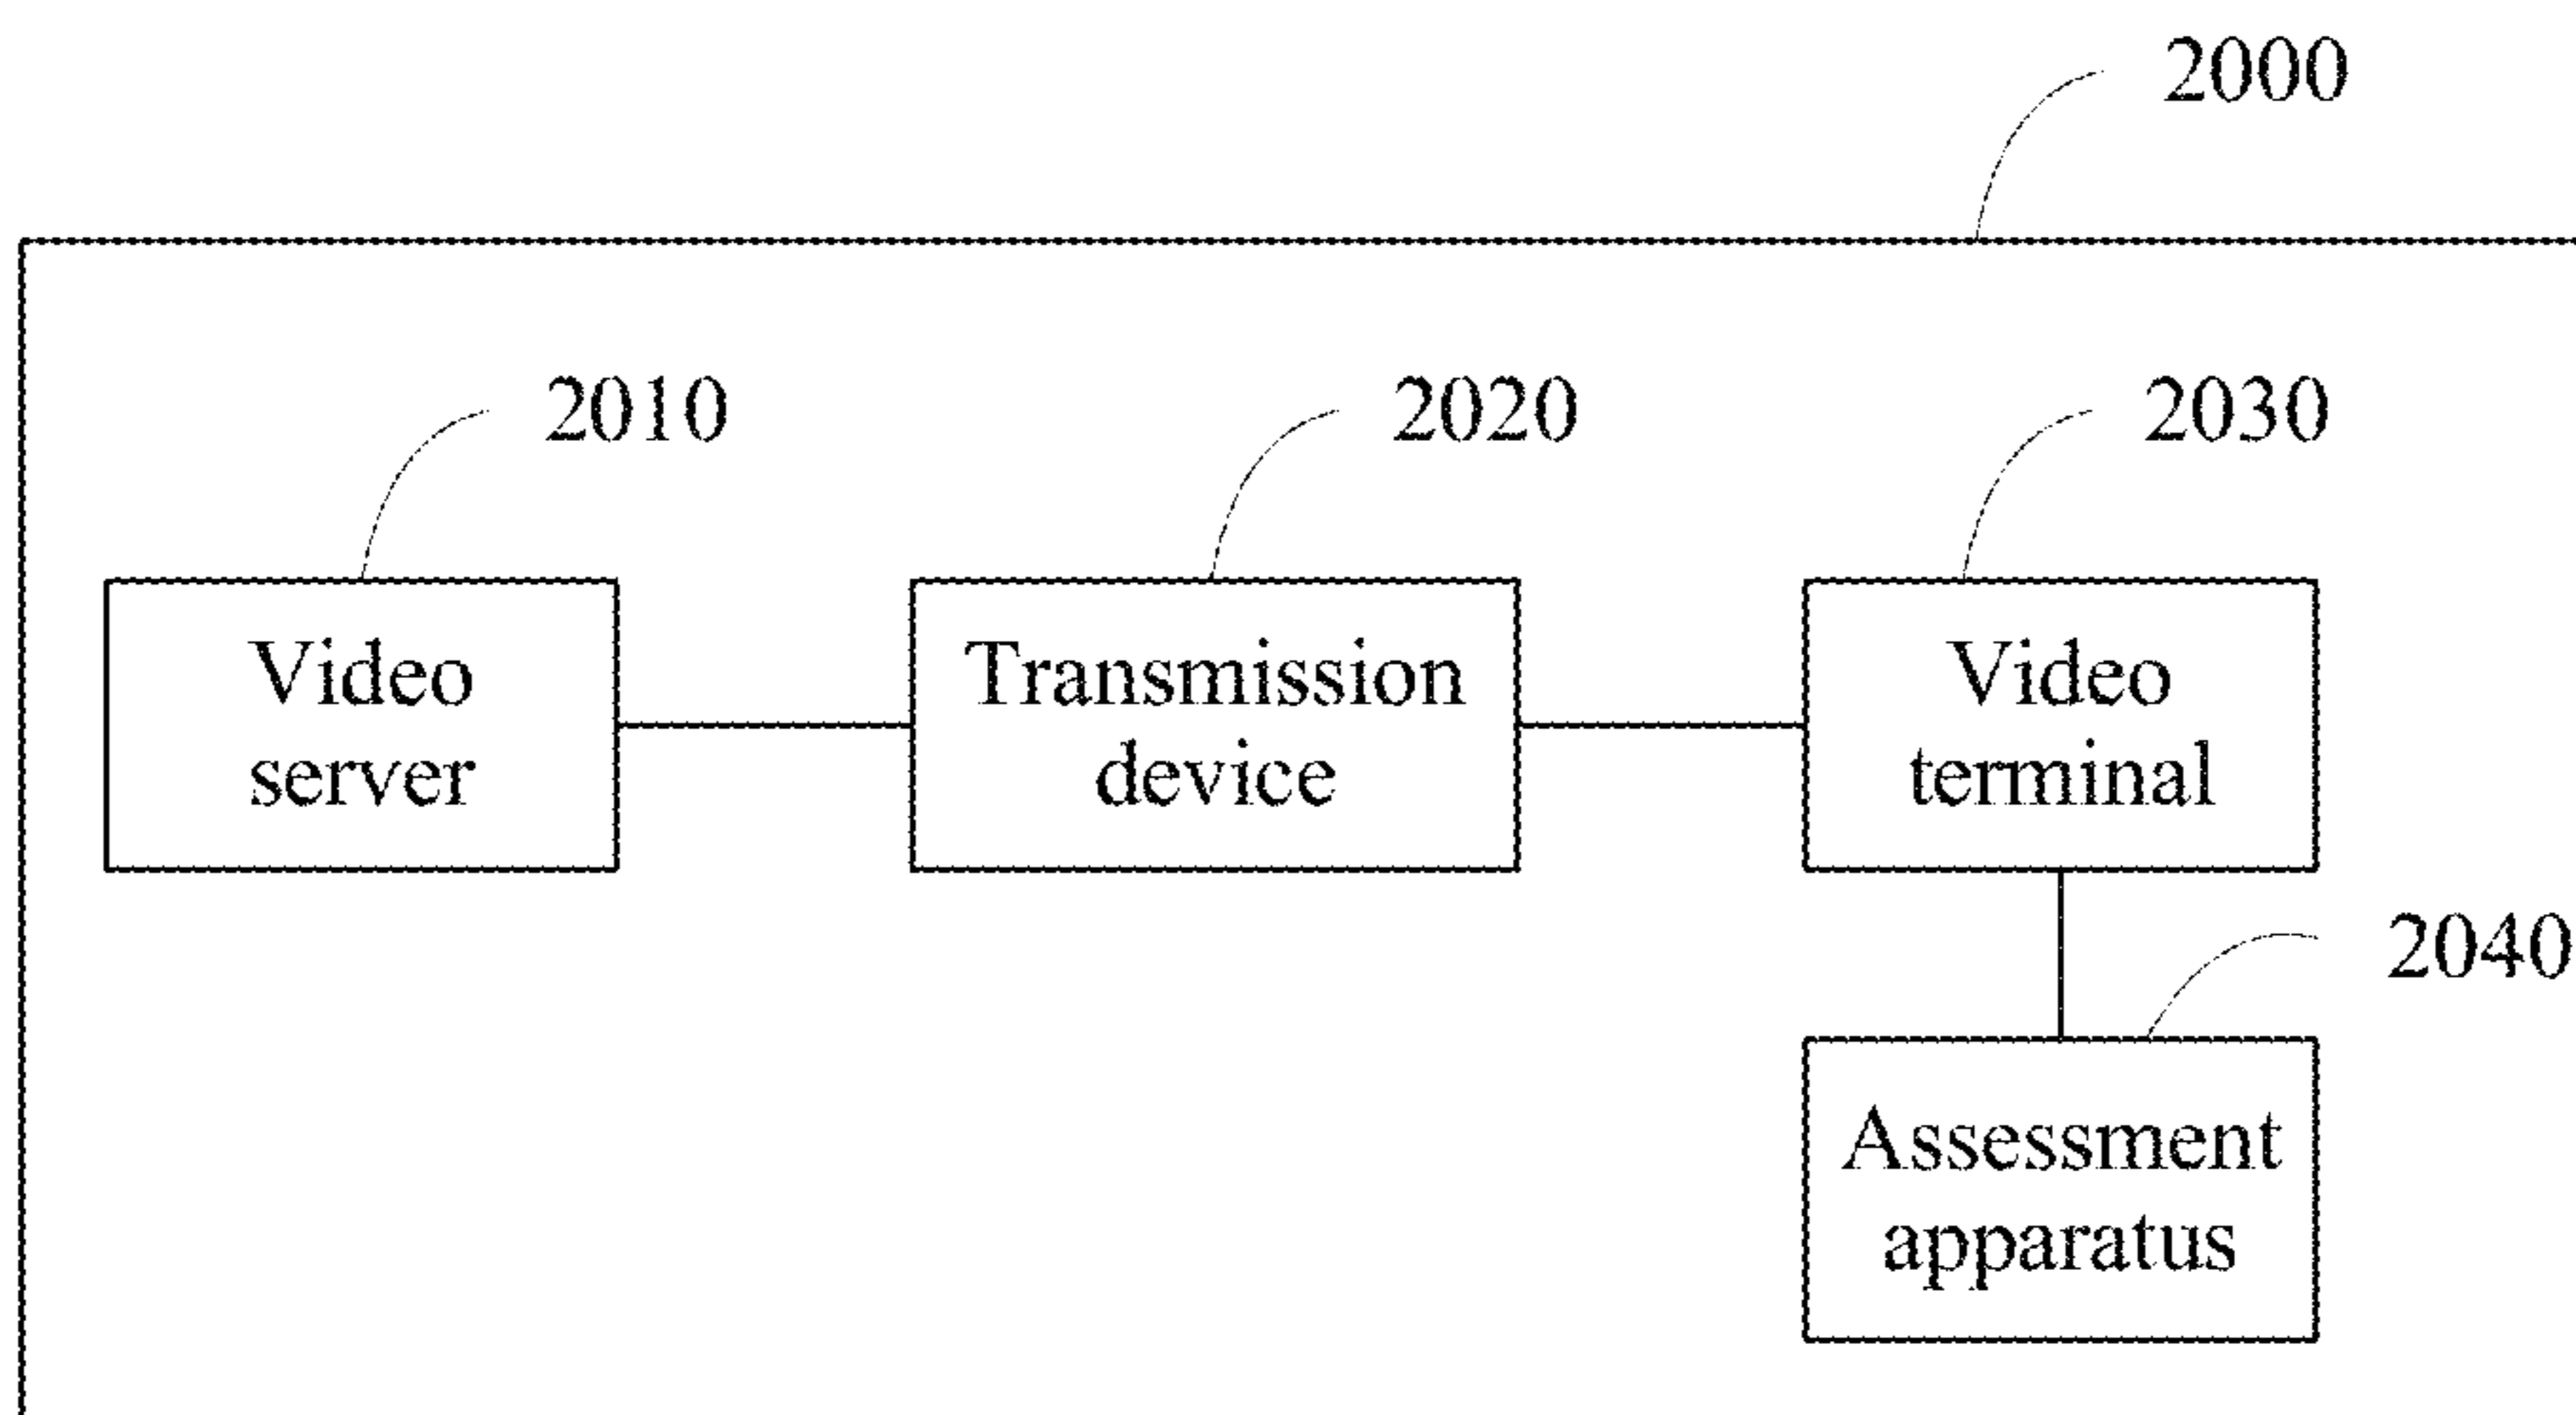 2000
2010
2020
2030
Video
server
Transmission
device
Video
terminal
2040
Assessment
apparatus